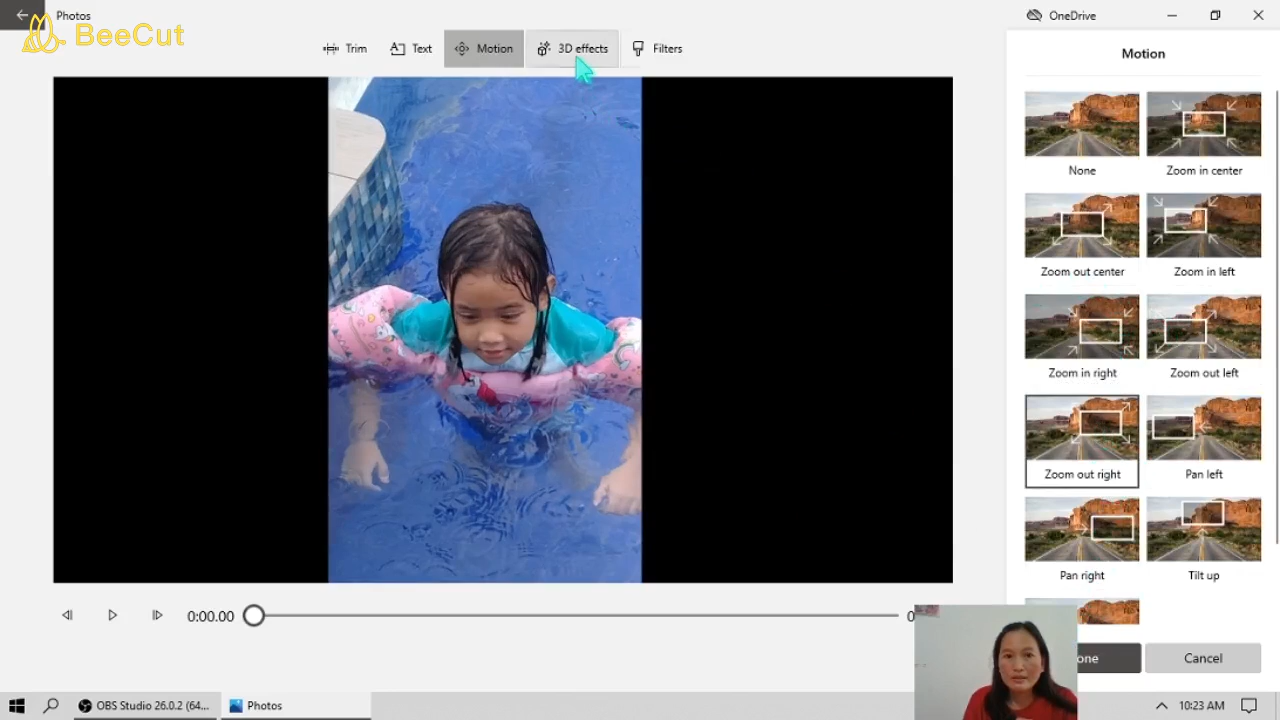 Photos
OneDrive
BeeCut
Trim
Text
Motion
3D effects
Filters
Motion
None
Zoom in center
Zoom out center
Zoom in left
Zoom in right
Zoom out left
Zoom out right
Pan left
Pan right
Tilt up
0:00.00
0
one
Cancel
OBS Studio 26.0.2 (64...
Photos
10:23 AM